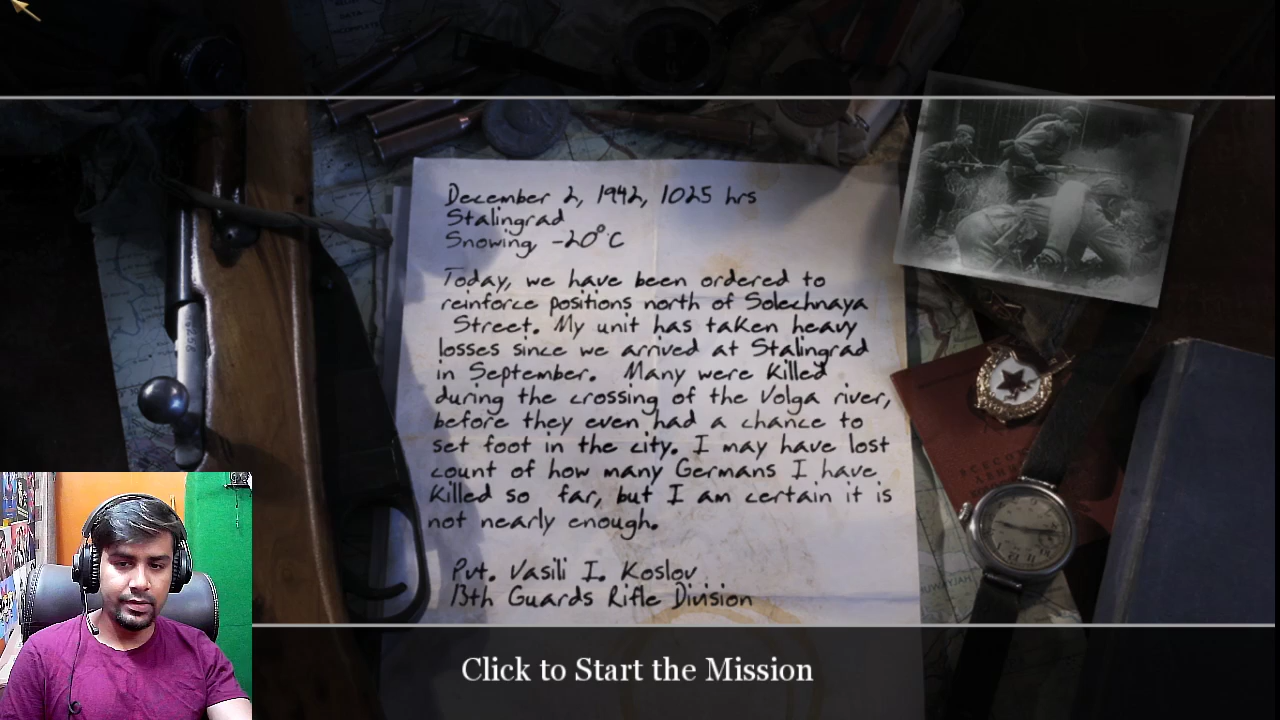 December 2, 1942, 1025 hrs
Stalingrad
Snowing, -20°C
Today, we have been ordered to
reinforce positions north of Solechnaya
Street. My unit has taken heavy
losses since we arrived at Stalingrad
in September. Many were killed
during the crossing of the Volga river,
before they even had a chance to
set foot in the city. I may have lost
count of how many Germans I have
killed so far, but I am certain it is
not nearly enough.
Pvt. Vasili I. Koslov
13th Guards Rifle Division
Click to Start the Mission